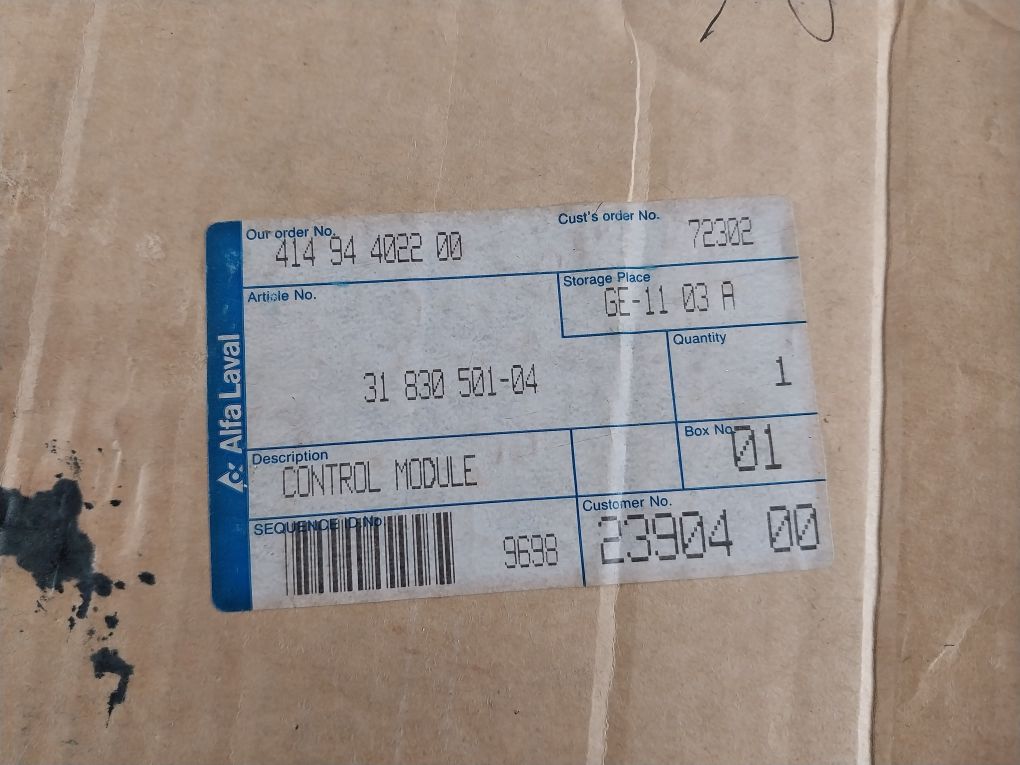 Alfa Laval
Our order No.
414 94 4022 00
Cust's order No.
72302
Article No.
31 830 501-04
Storage Place
GE-11 03 A
Quantity
1
Description
CONTROL MODULE
Box No.
01
SEQUENCE ID.No.
9698
Customer No.
23904 00